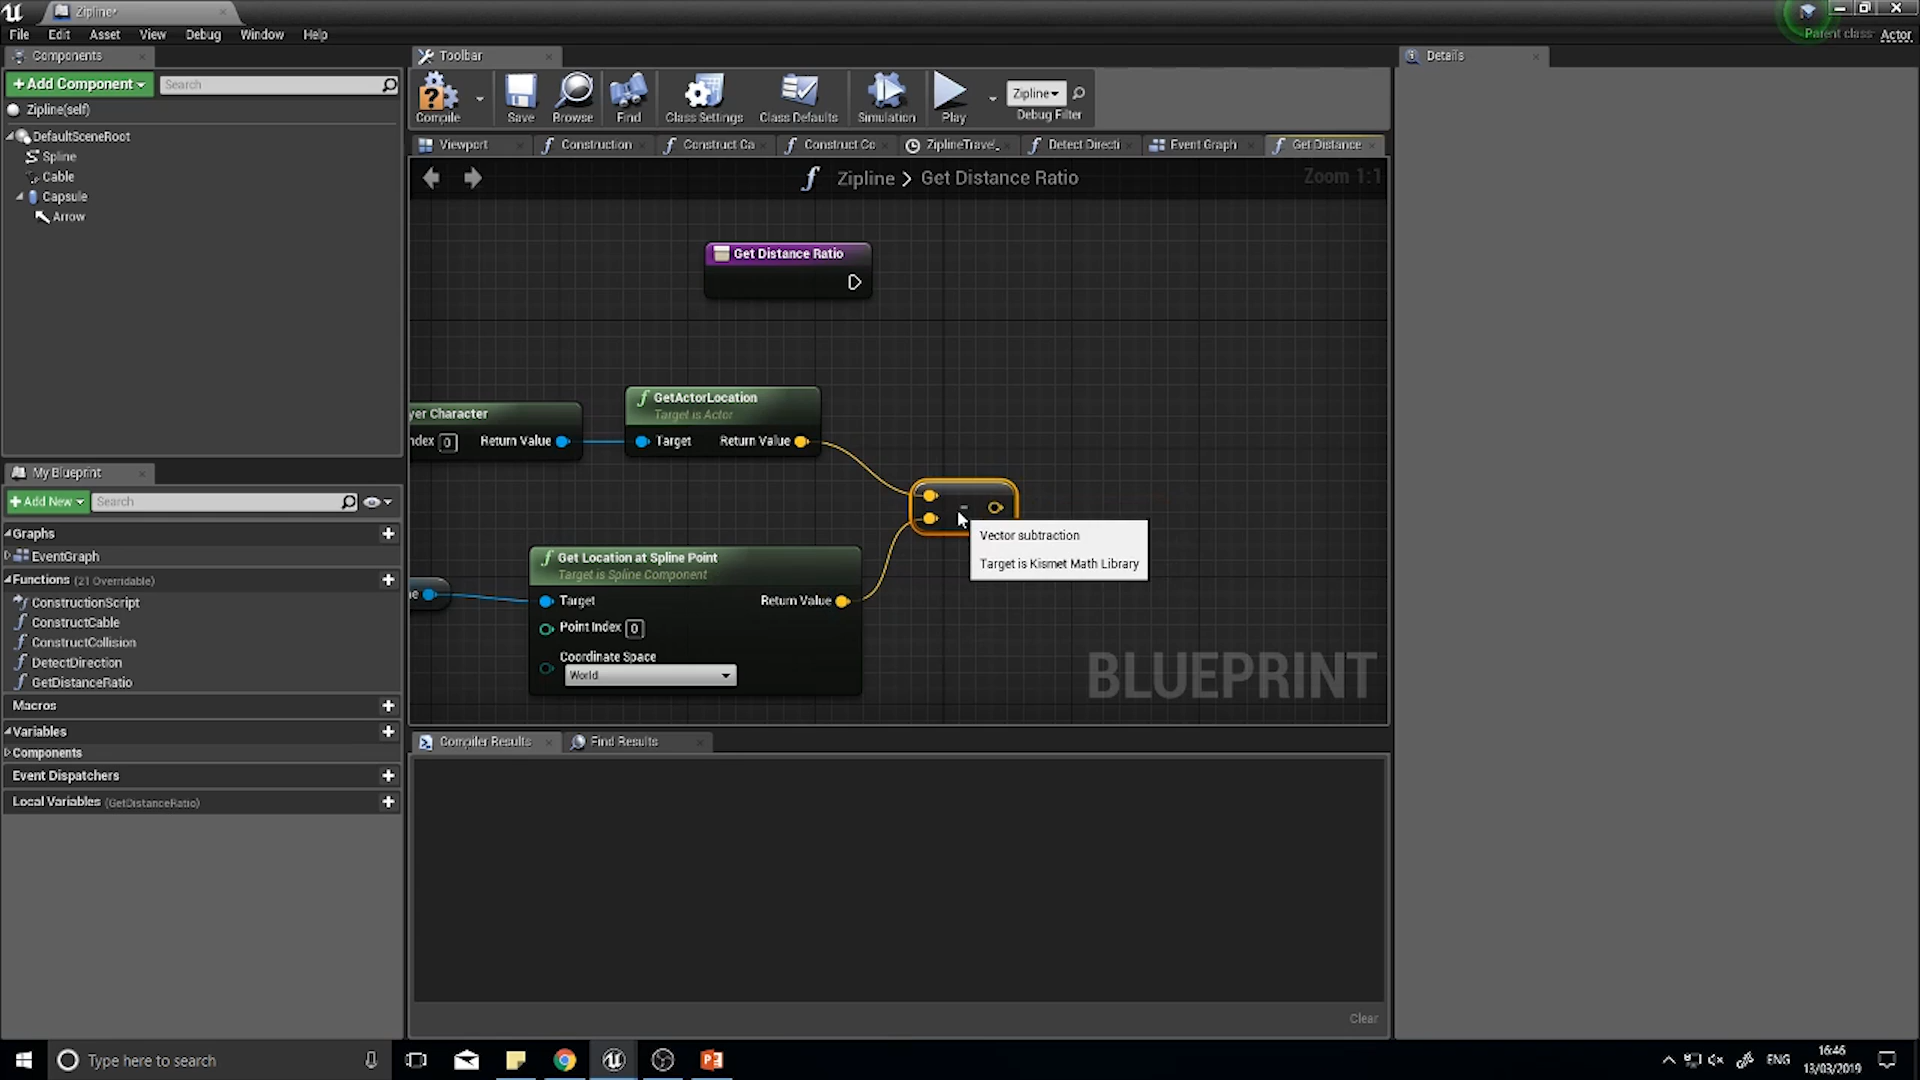 Zipline*
File Edit Asset View Debug Window Help
Parent class: Actor
Components
+Add Component
Search
Zipline(self)
DefaultSceneRoot
Spline
Cable
Capsule
Arrow
Toolbar
Compile Save Browse Find Class Settings Class Defaults Simulation Play
Zipline
Debug Filter
Details
Viewport Construction Construct Ca Construct Co ZiplineTravel_ Detect Directi Event Graph Get Distance
Zipline > Get Distance Ratio
Zoom 1:1
Get Distance Ratio
yer Character
ndex 0 Return Value
GetActorLocation
Target is Actor
Target Return Value
-
Vector subtraction
Target is Kismet Math Library
Get Location at Spline Point
Target is Spline Component
ne
Target Return Value
Point Index 0
Coordinate Space
World
BLUEPRINT
My Blueprint
+Add New
Search
Graphs
EventGraph
Functions (21 Overridable)
ConstructionScript
ConstructCable
ConstructCollision
DetectDirection
GetDistanceRatio
Macros
Variables
Components
Event Dispatchers
Local Variables (GetDistanceRatio)
Compiler Results Find Results
Clear
Type here to search
ENG
16:46
13/03/2019